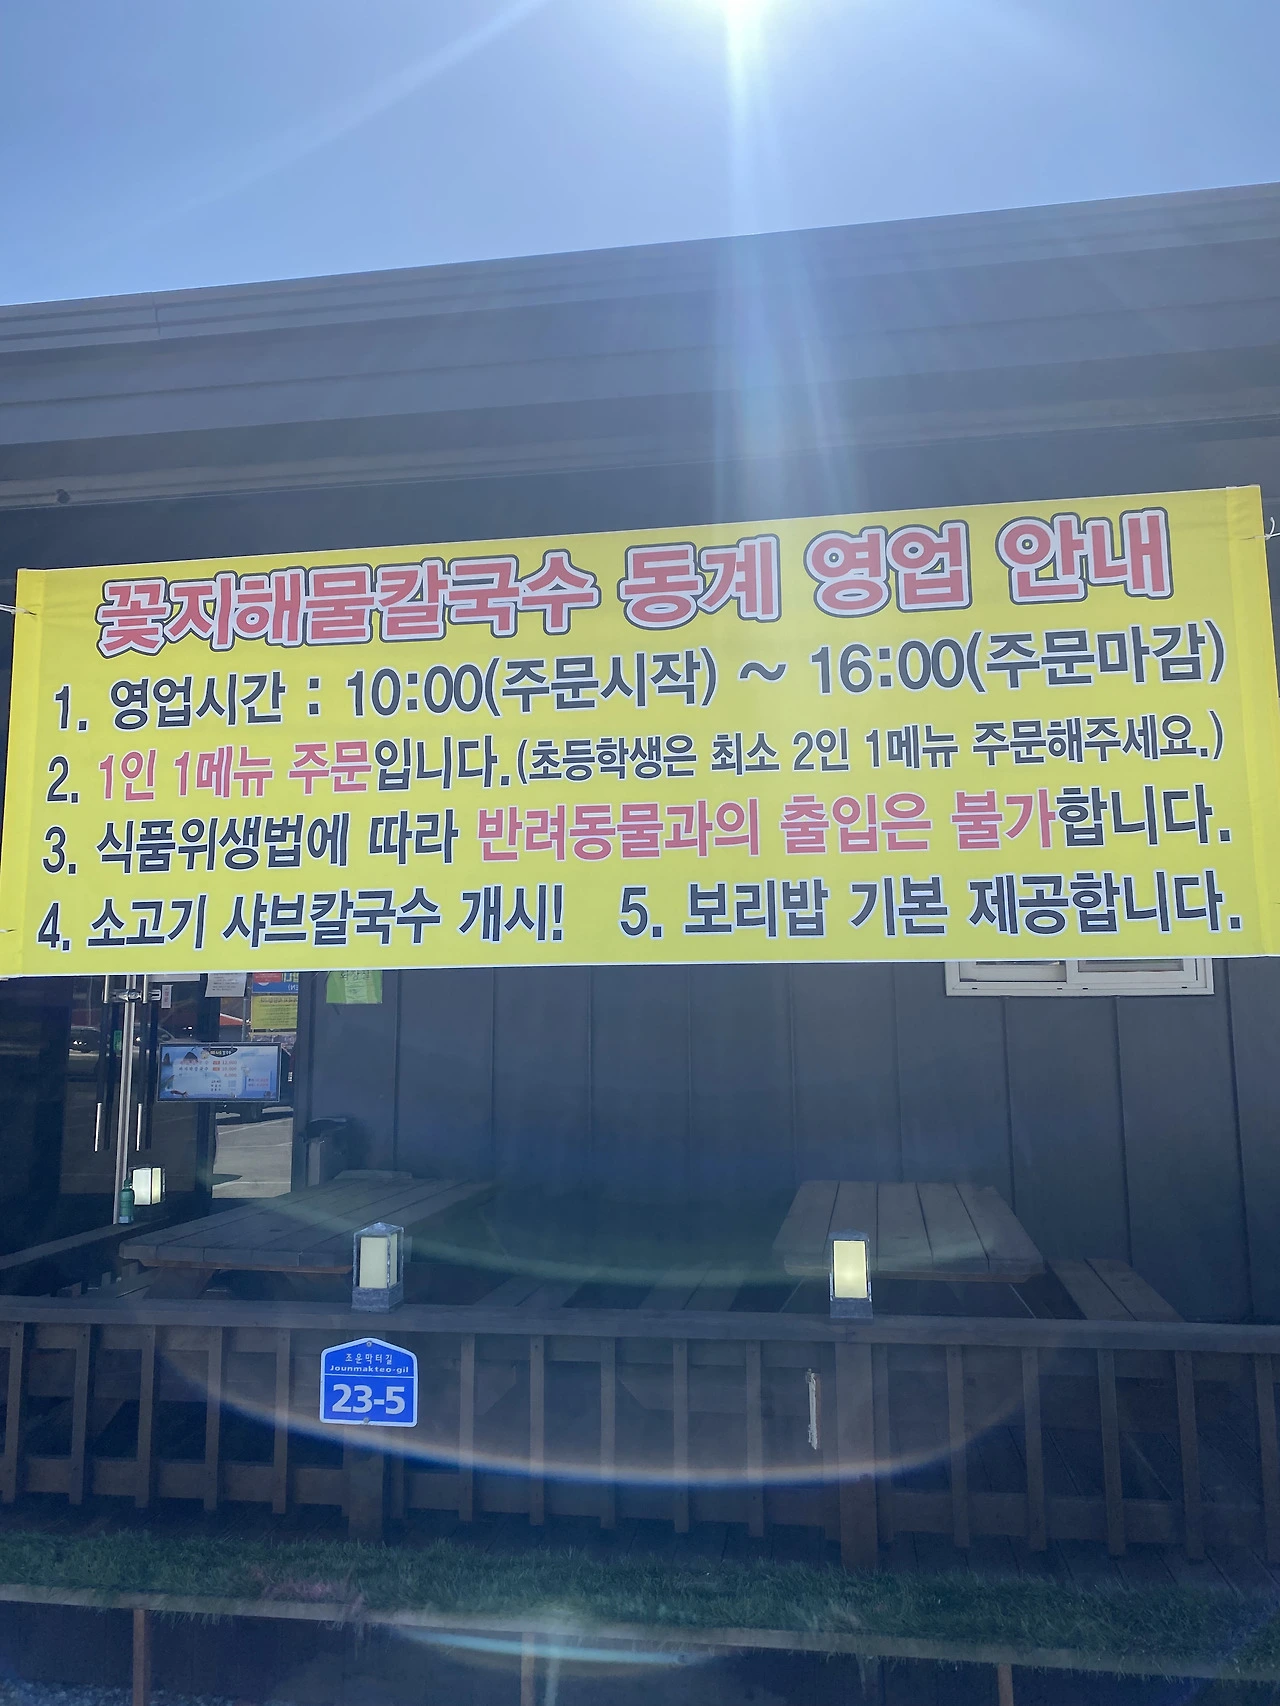 꽃지해물칼국수 동계 영업 안내
1. 영업시간 : 10:00(주문시작) ~ 16:00(주문마감)
2. 1인 1메뉴 주문입니다.(초등학생은 최소 2인 1메뉴 주문해주세요.)
3. 식품위생법에 따라 반려동물과의 출입은 불가합니다.
4. 소고기 샤브칼국수 개시! 5. 보리밥 기본 제공합니다.
조운막터길
Jounmakteo-gil
23-5